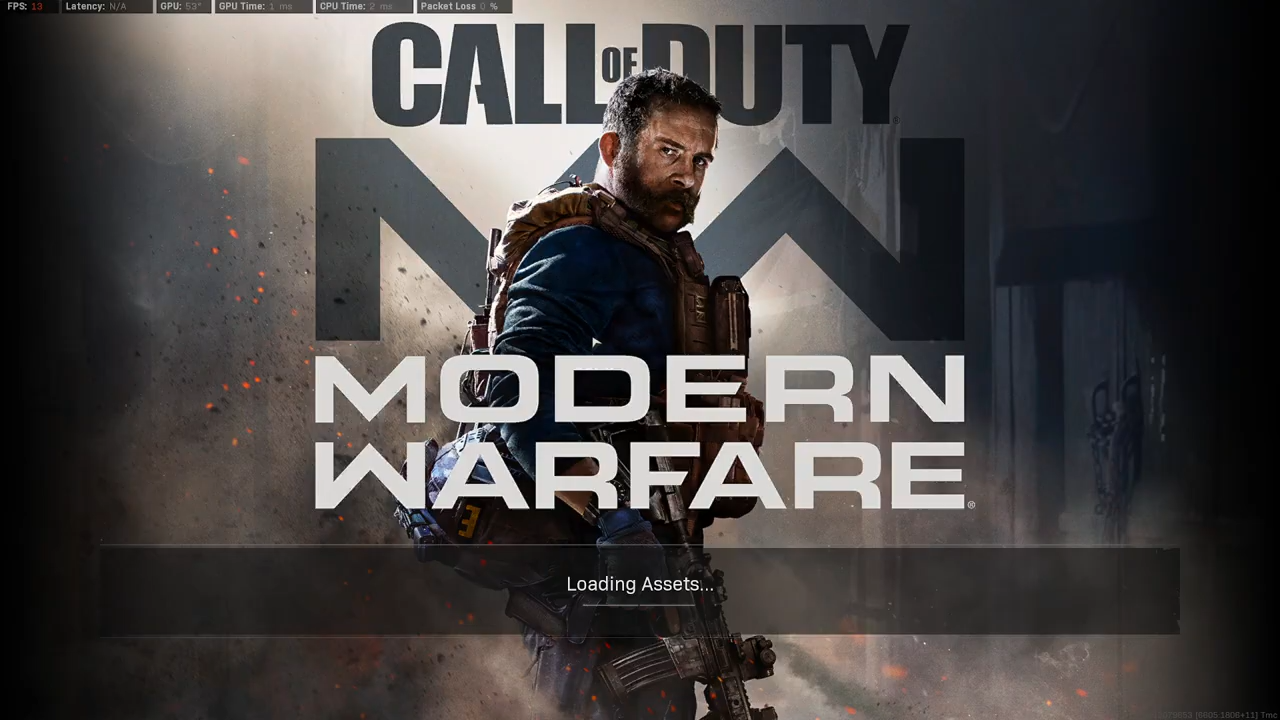 FPS: 13 Latency: N/A GPU: 53° GPU Time: 1 ms CPU Time: 2 ms Packet Loss 0 %
CALL OF DUTY
MW
MODERN
WARFARE®
Loading Assets...